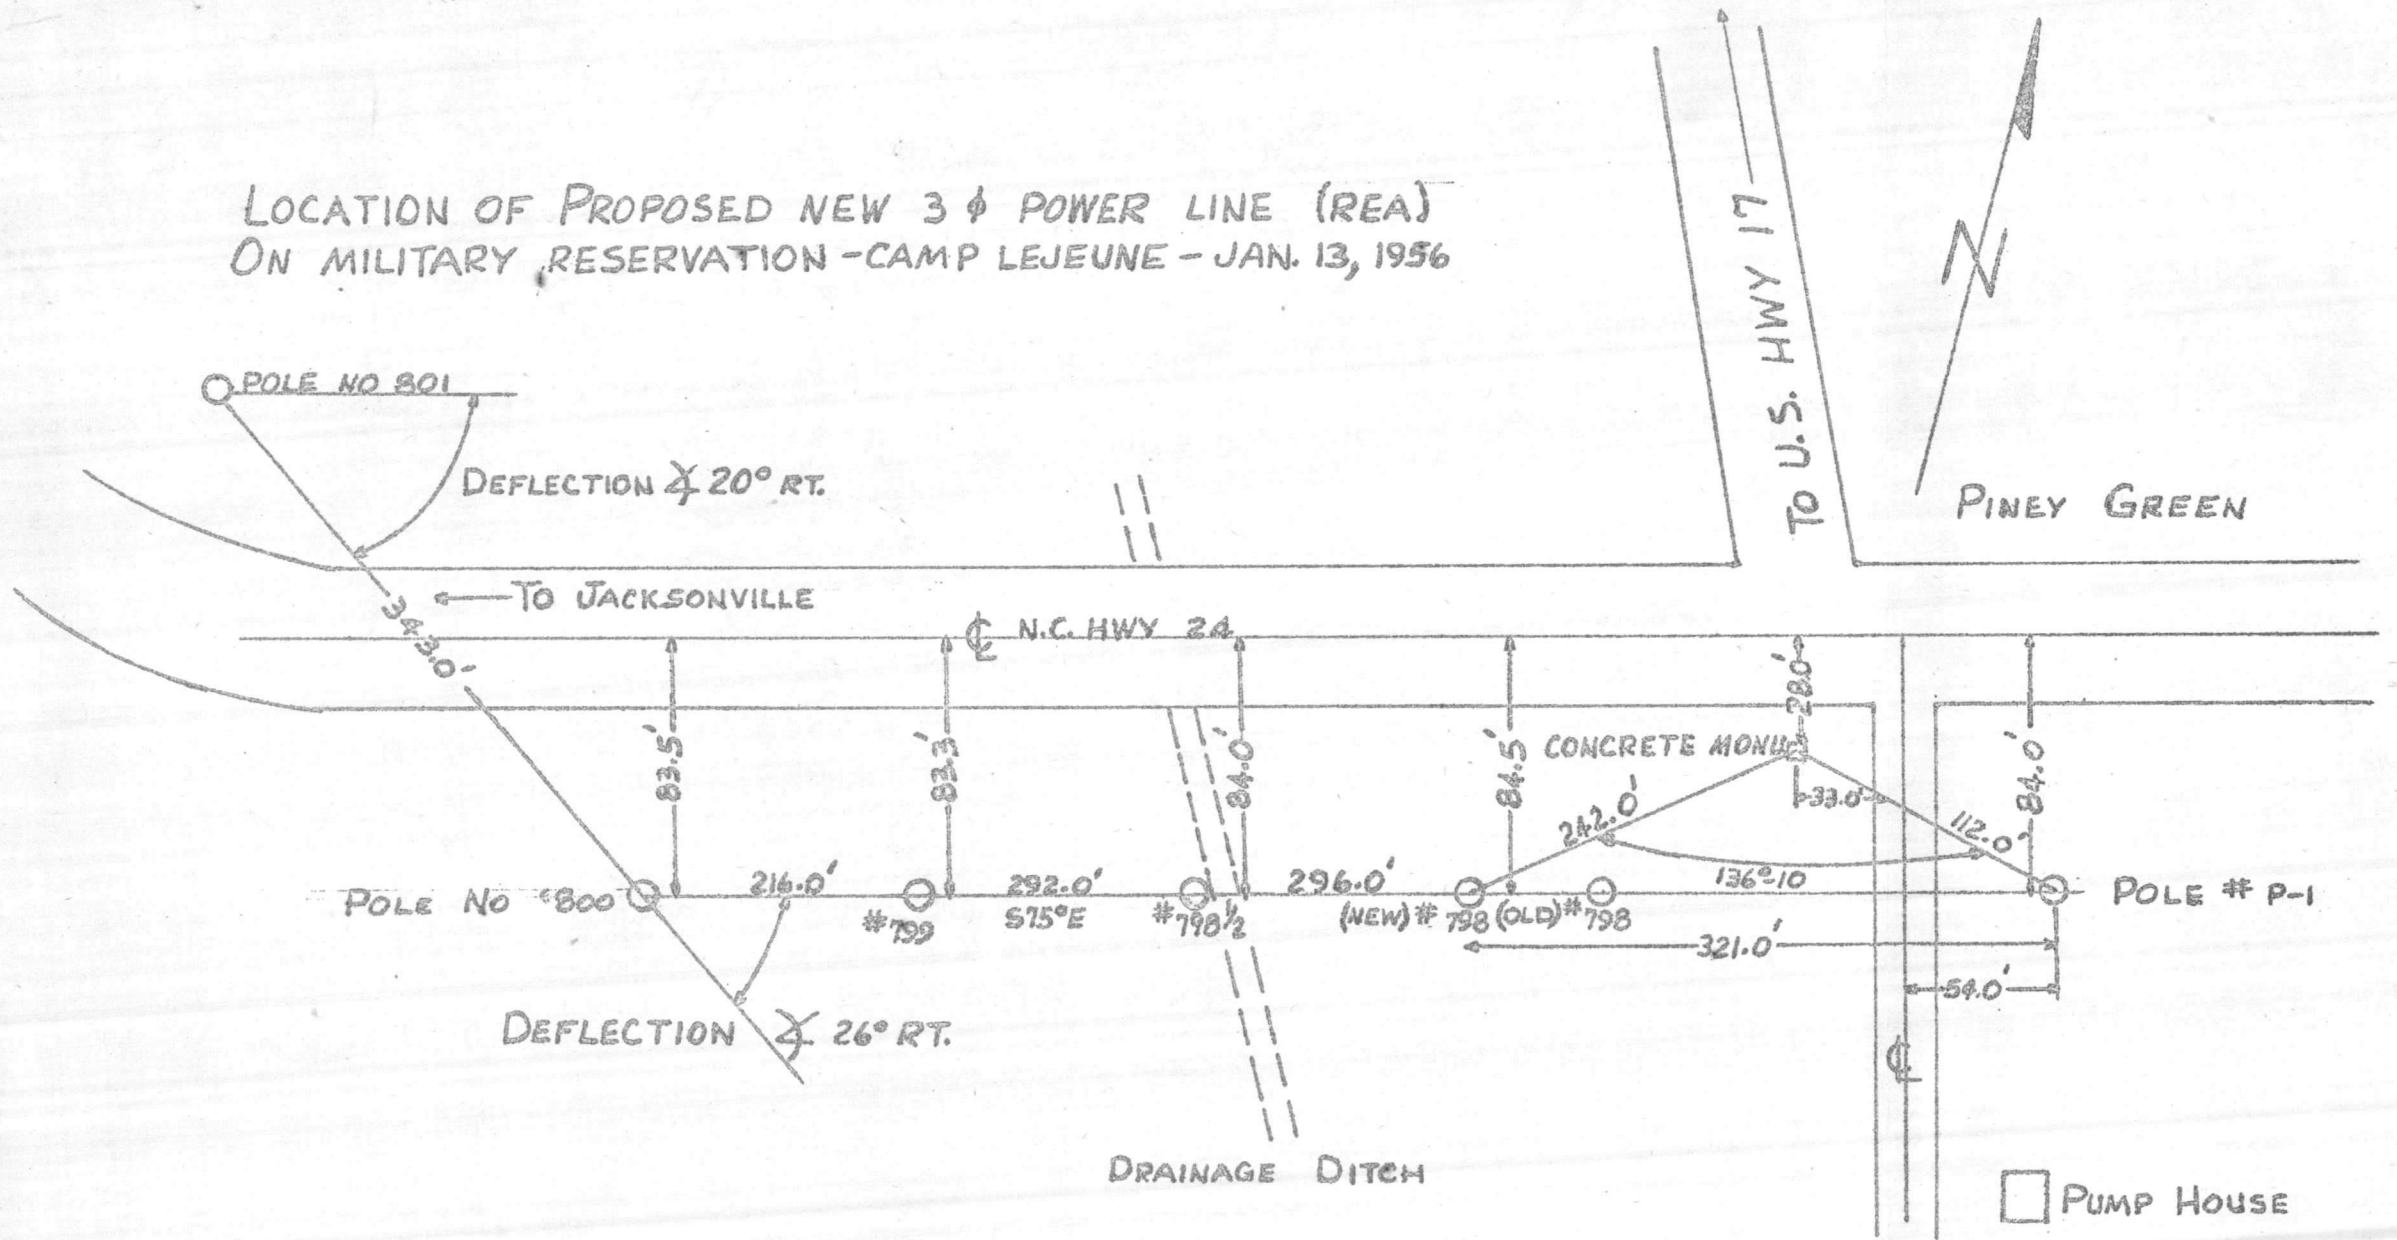 LOCATION OF PROPOSED NEW 3 ϕ POWER LINE (REA)
ON MILITARY RESERVATION - CAMP LEJEUNE - JAN. 13, 1956
TO U.S. HWY 17
N
POLE NO 801
DEFLECTION ∡ 20° RT.
PINEY GREEN
TO JACKSONVILLE
343.0'
℄ N.C. HWY 24
83.5'
83.3'
84.0'
84.5'
28.0'
84.0'
CONCRETE MONU
33.0'
242.0'
112.0'
136°-10
POLE NO 800
216.0'
#799
292.0'
S75°E
#798½
296.0'
(NEW)# 798
(OLD)#798
POLE # P-1
321.0'
54.0'
DEFLECTION ∡ 26° RT.
℄
DRAINAGE DITCH
PUMP HOUSE